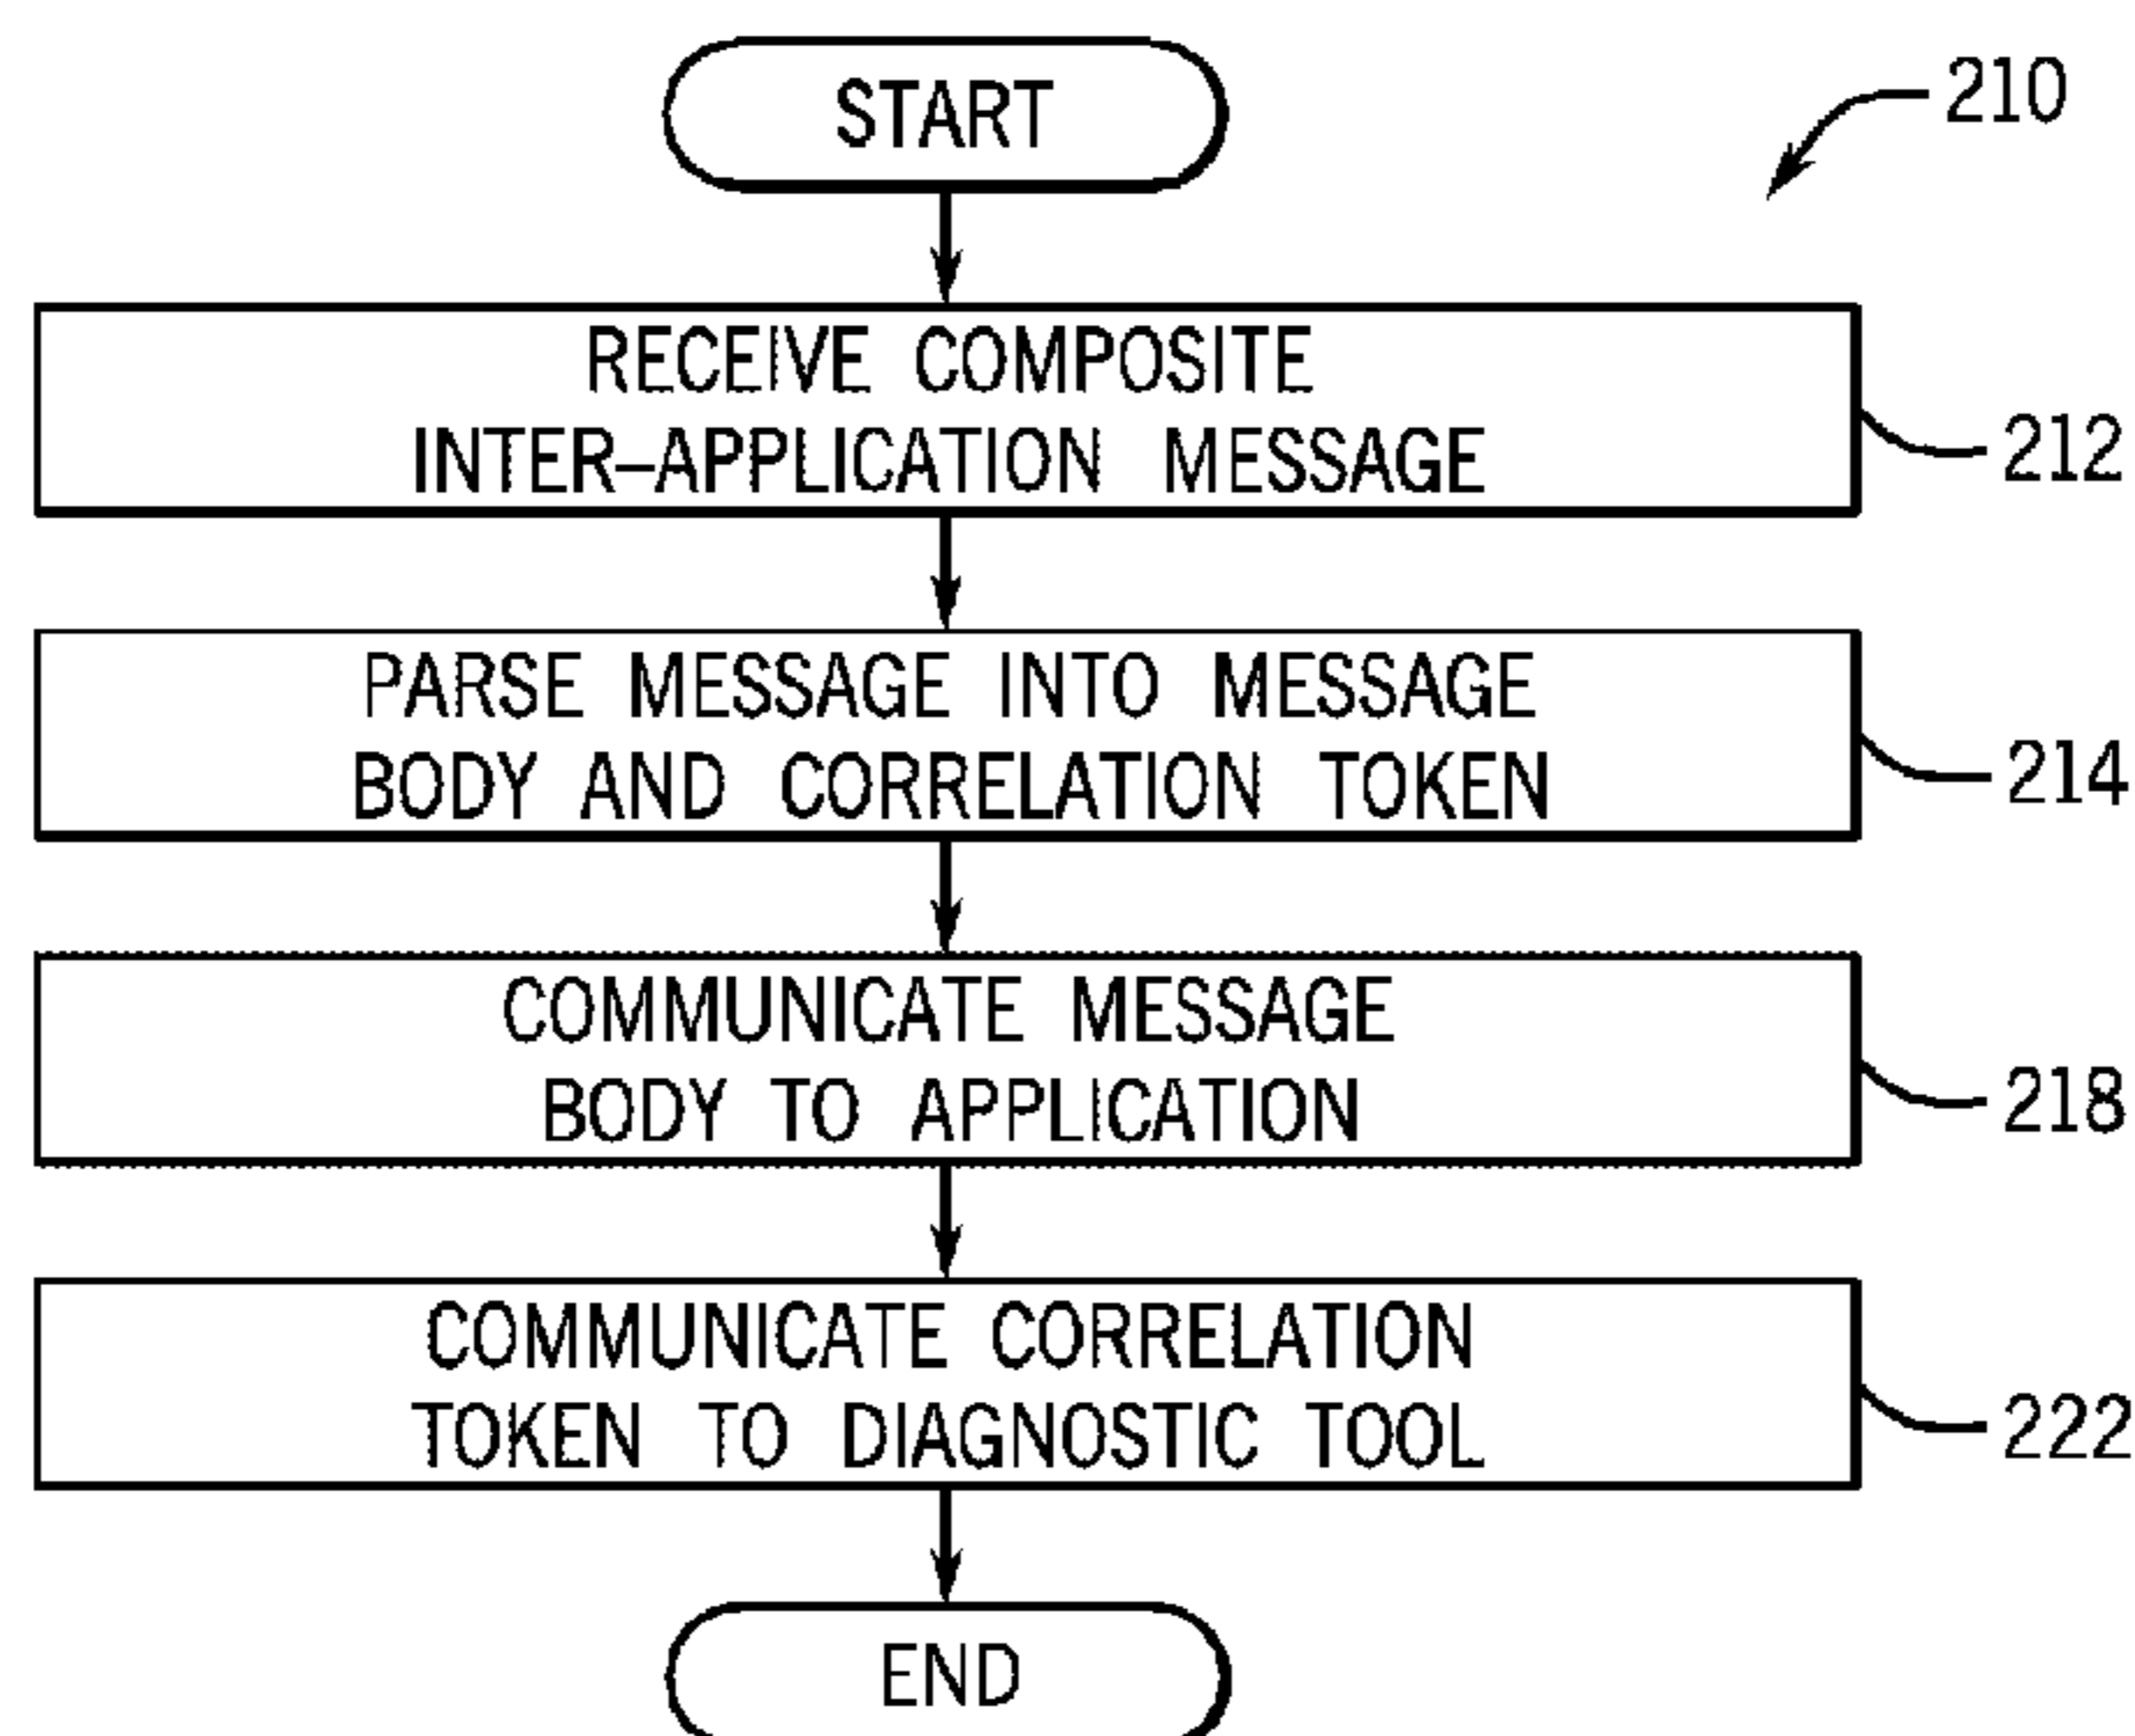 START
210
RECEIVE COMPOSITE
INTER–APPLICATION MESSAGE
212
PARSE MESSAGE INTO MESSAGE
BODY AND CORRELATION TOKEN
214
COMMUNICATE MESSAGE
BODY TO APPLICATION
218
COMMUNICATE CORRELATION
TOKEN TO DIAGNOSTIC TOOL
222
END